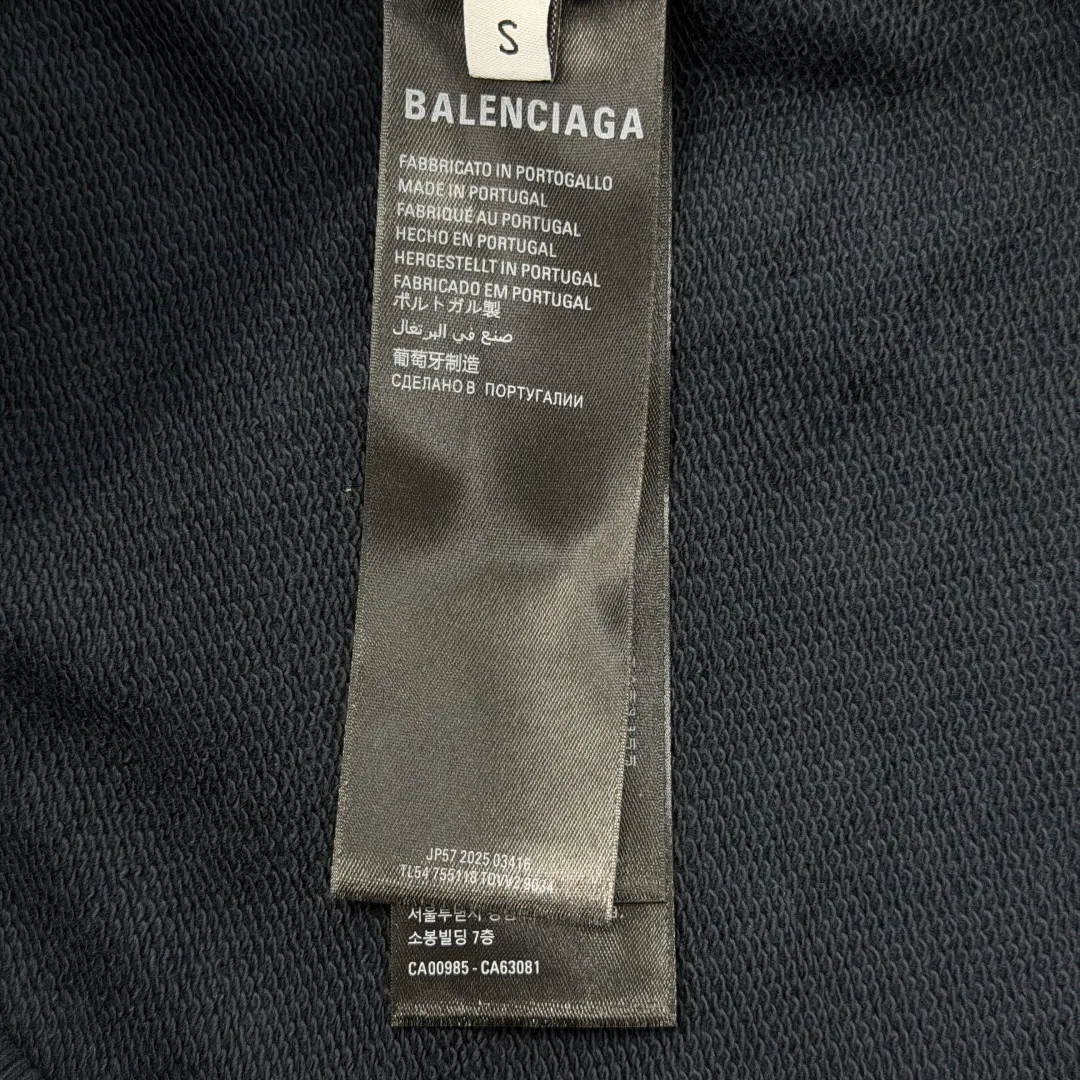 S
BALENCIAGA
FABBRICATO IN PORTOGALLO
MADE IN PORTUGAL
FABRIQUÉ AU PORTUGAL
HECHO EN PORTUGAL
HERGESTELLT IN PORTUGAL
FABRICADO EM PORTUGAL
ポルトガル製
صنع في البرتغال
葡萄牙制造
СДЕЛАНО В ПОРТУГАЛИИ
JP57 2025 03416
TL54 755118
소봉빌딩 7층
CA00985 - CA63081